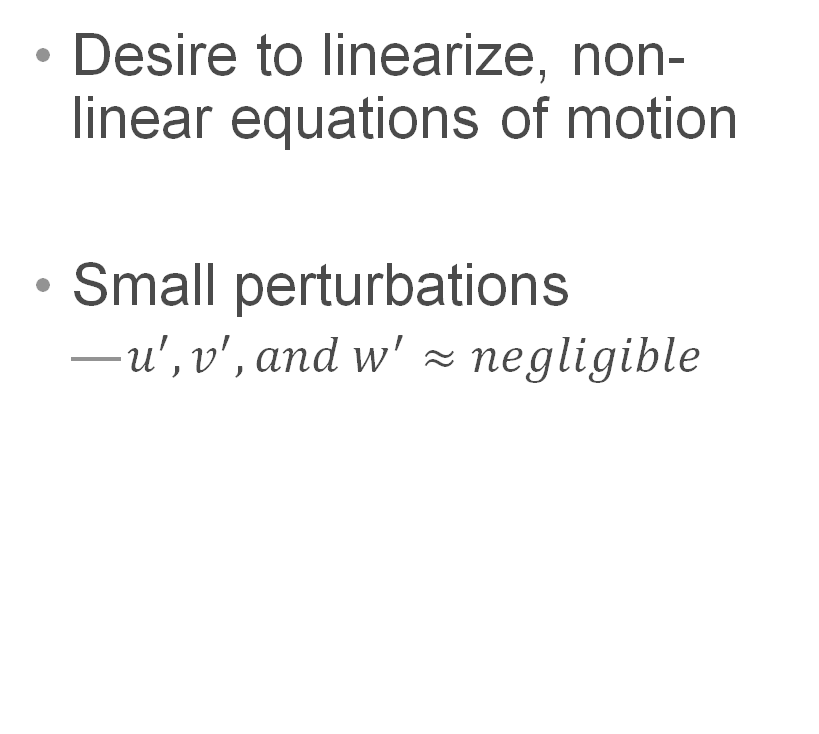 • Desire to linearize, non-
linear equations of motion
• Small perturbations
—u′, v′, and w′ ≈ negligible